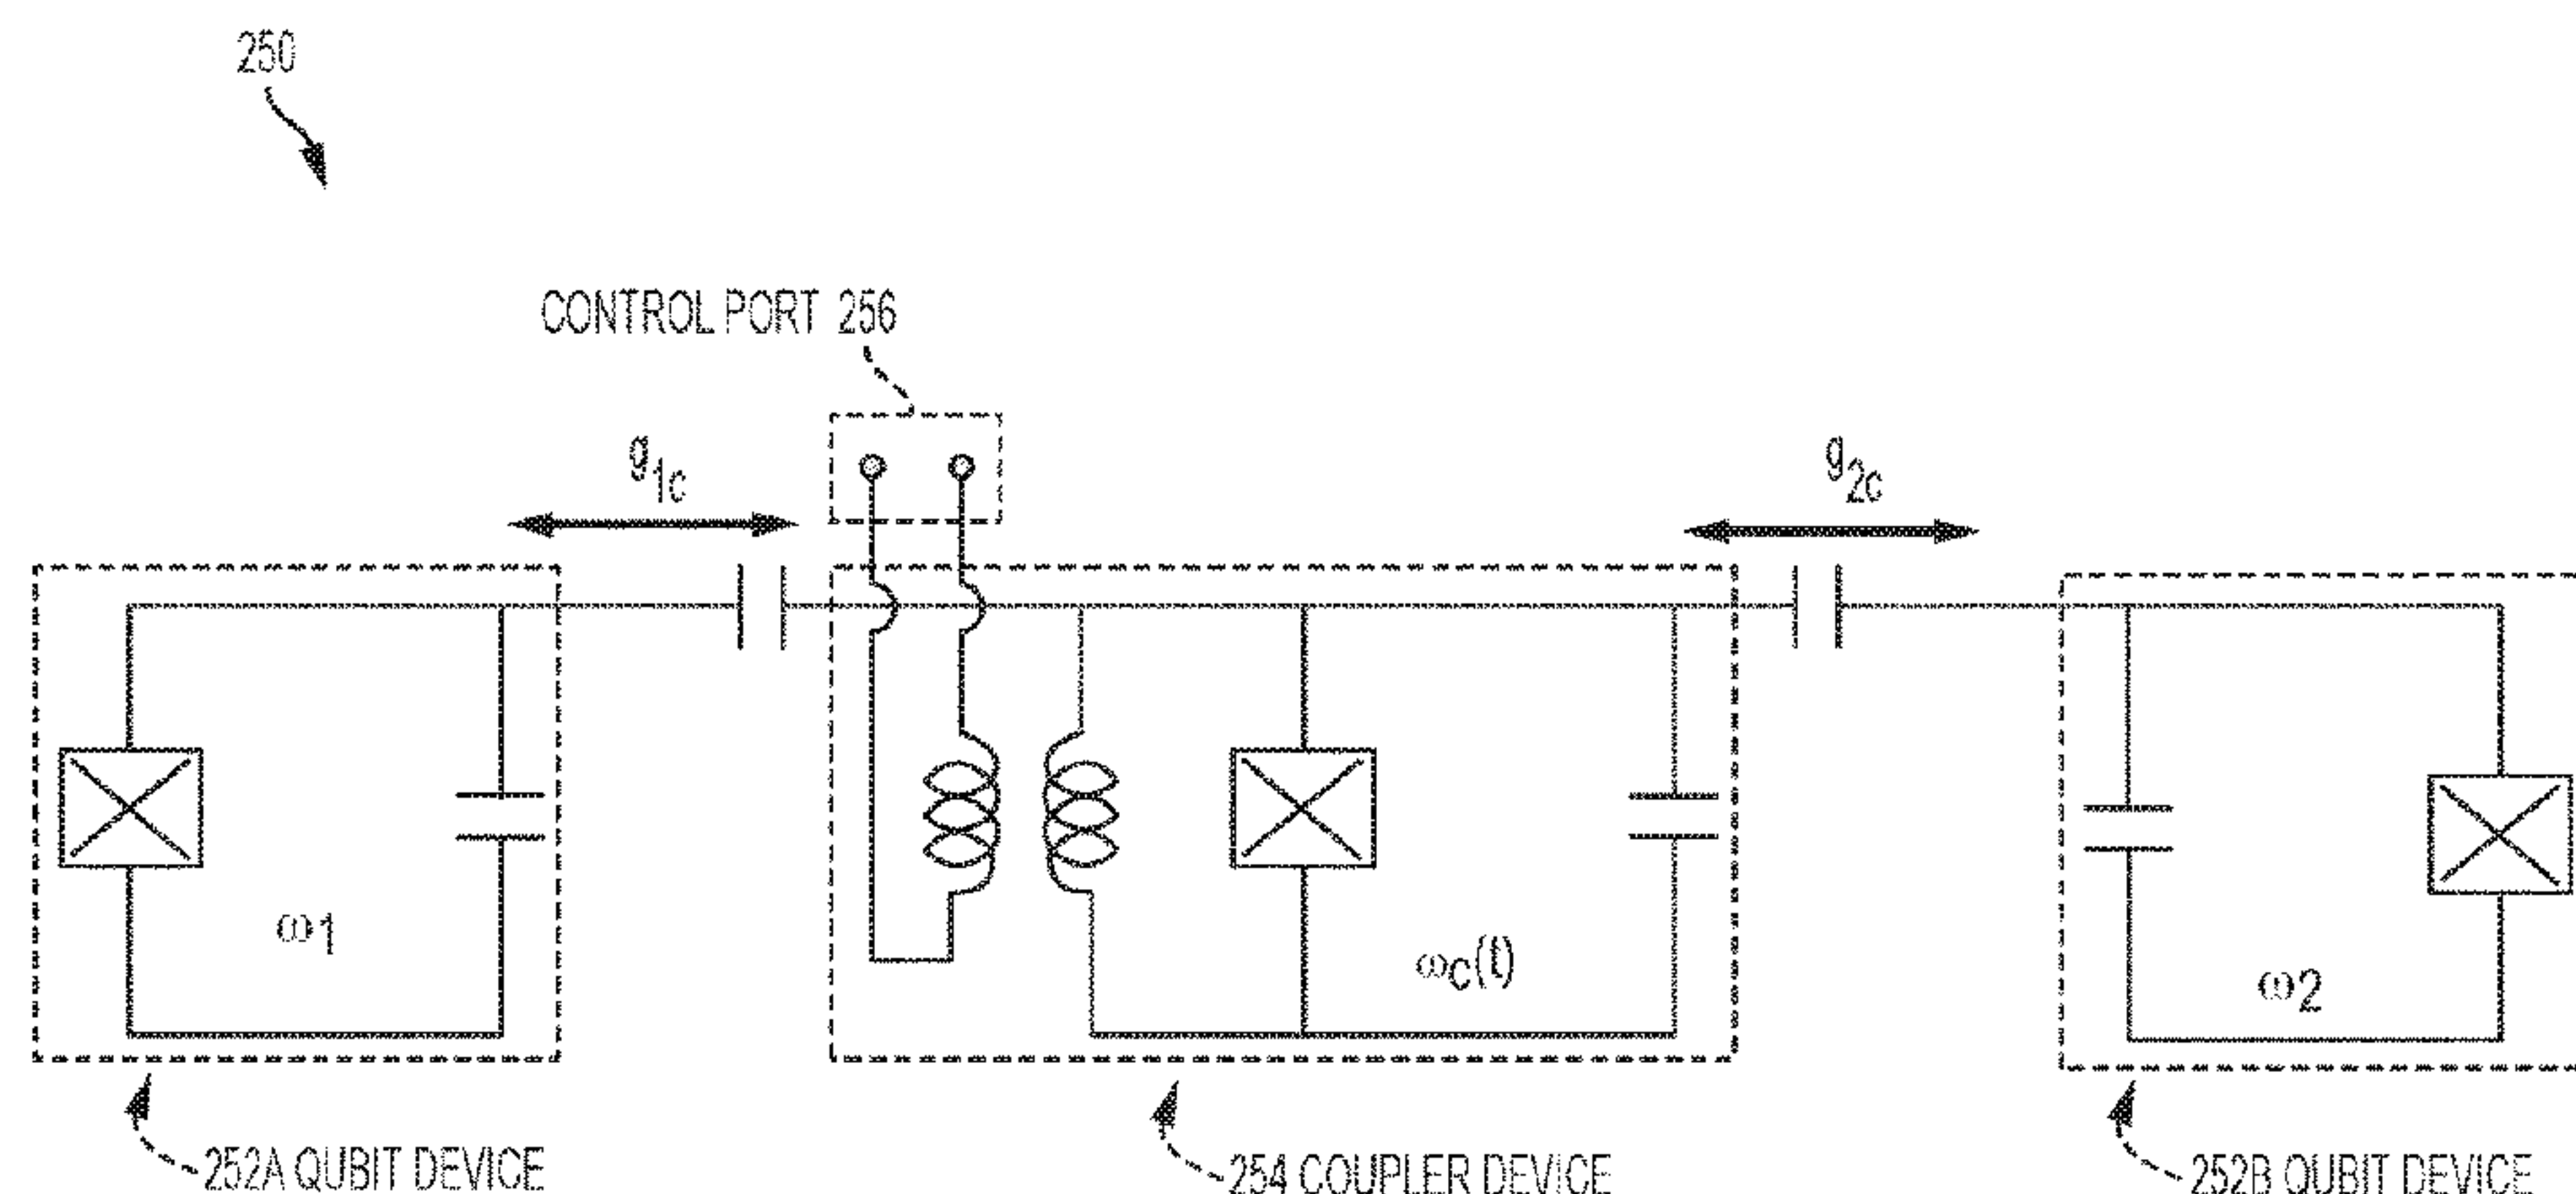 250
CONTROL PORT 256
g1c
g2c
ω1
ωC(t)
ω2
252A QUBIT DEVICE
254 COUPLER DEVICE
252B QUBIT DEVICE